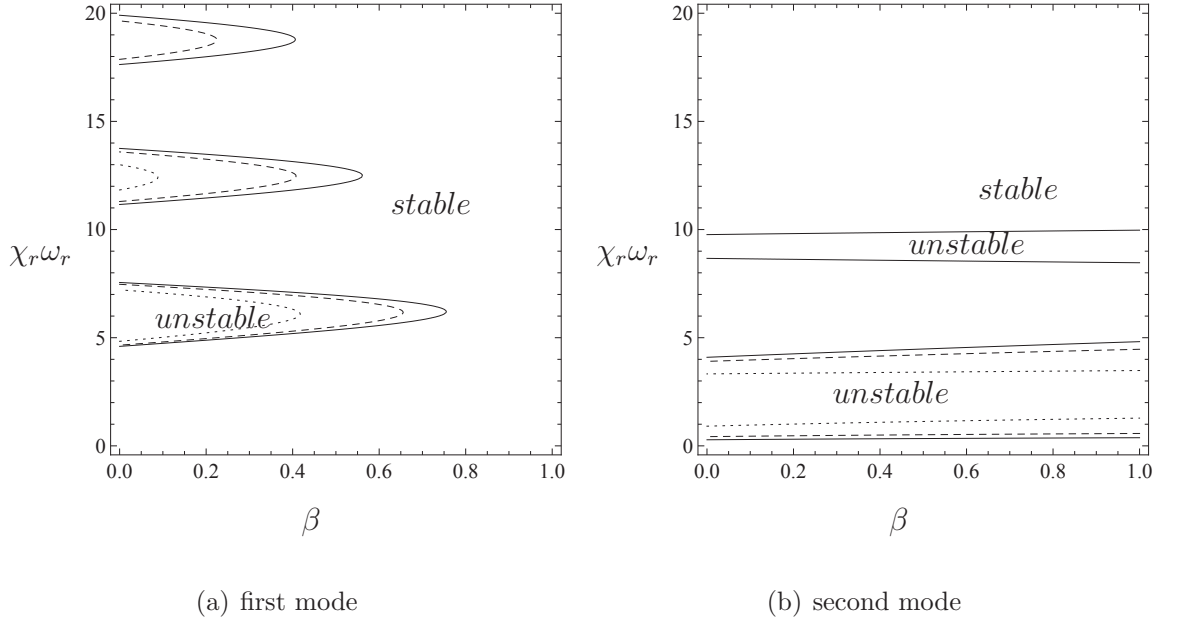 20
15
10
5
0
χ_rω_r
0.0 0.2 0.4 0.6 0.8 1.0
β
stable
unstable
(a) first mode
20
15
10
5
0
χ_rω_r
0.0 0.2 0.4 0.6 0.8 1.0
β
stable
unstable
unstable
(b) second mode